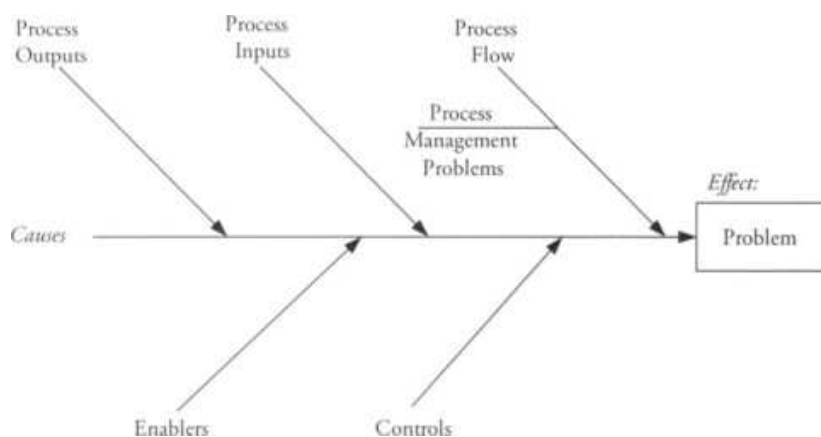 Process
Outputs
Process
Inputs
Process
Flow
Process
Management
Problems
Effect:
Causes
Problem
Enablers
Controls